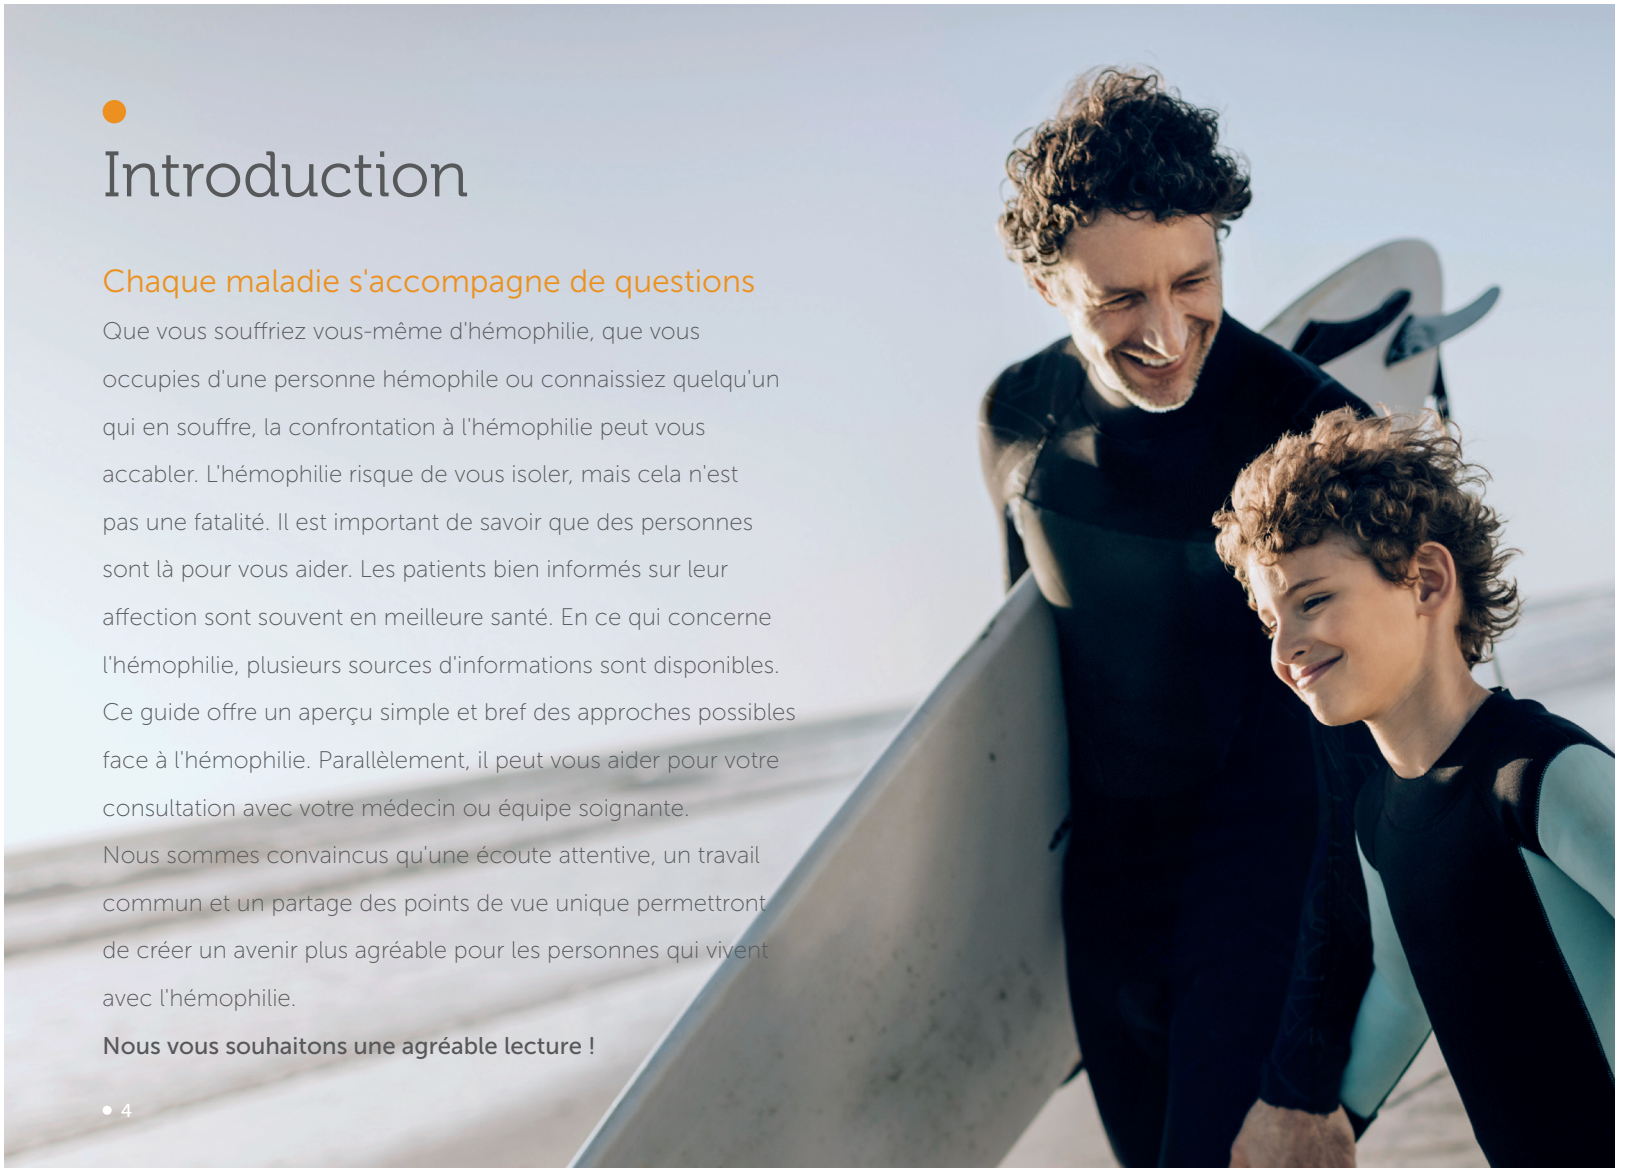 Introduction
Chaque maladie s'accompagne de questions
Que vous souffriez vous-même d'hémophilie, que vous
occupies d'une personne hémophile ou connaissiez quelqu'un
qui en souffre, la confrontation à l'hémophilie peut vous
accabler. L'hémophilie risque de vous isoler, mais cela n'est
pas une fatalité. Il est important de savoir que des personnes
sont là pour vous aider. Les patients bien informés sur leur
affection sont souvent en meilleure santé. En ce qui concerne
l'hémophilie, plusieurs sources d'informations sont disponibles.
Ce guide offre un aperçu simple et bref des approches possibles
face à l'hémophilie. Parallèlement, il peut vous aider pour votre
consultation avec votre médecin ou équipe soignante.
Nous sommes convaincus qu'une écoute attentive, un travail
commun et un partage des points de vue unique permettront
de créer un avenir plus agréable pour les personnes qui vivent
avec l'hémophilie.
Nous vous souhaitons une agréable lecture !
• 4